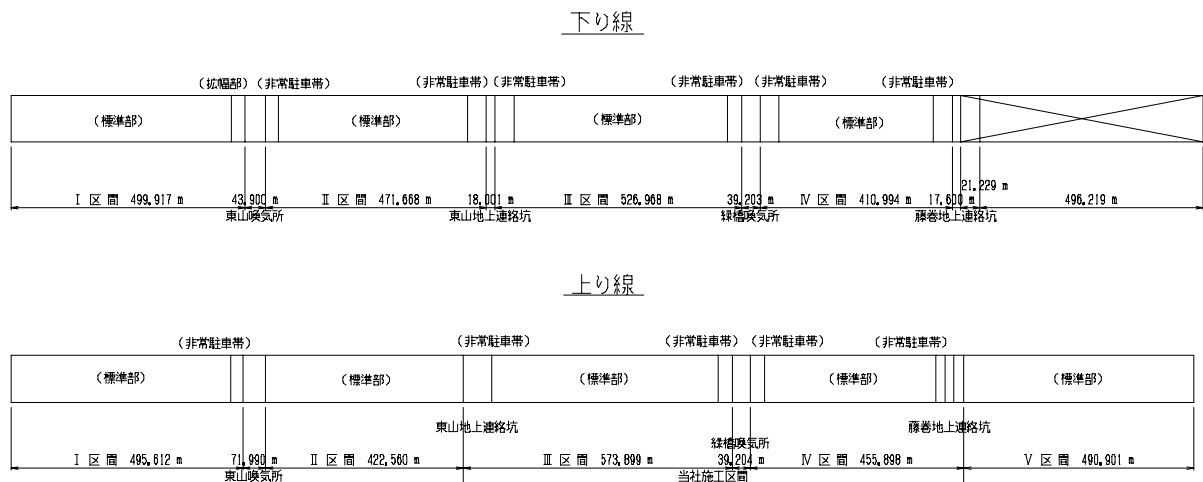 下り線
(拡幅部) (非常駐車帯) (非常駐車帯) (非常駐車帯) (非常駐車帯) (非常駐車帯) (非常駐車帯)
(標準部) (標準部) (標準部) (標準部)
21.229 m
Ⅰ 区 間 499.917 m 43.900 m Ⅱ 区 間 471.668 m 18.001 m Ⅲ 区 間 526.968 m 39.203 m Ⅳ 区 間 410.994 m 17.600 m 496.219 m
東山喚気所 東山地上連絡坑 緑橋喚気所 藤巻地上連絡坑
上り線
(非常駐車帯) (非常駐車帯) (非常駐車帯) (非常駐車帯) (非常駐車帯)
(標準部) (標準部) (標準部) (標準部) (標準部)
東山地上連絡坑 藤巻地上連絡坑
緑橋喚気所
Ⅰ 区 間 495.612 m 71.990 m Ⅱ 区 間 422.560 m Ⅲ 区 間 573.899 m 39.204 m Ⅳ 区 間 455.898 m Ⅴ 区 間 490.901 m
東山喚気所 当社施工区間